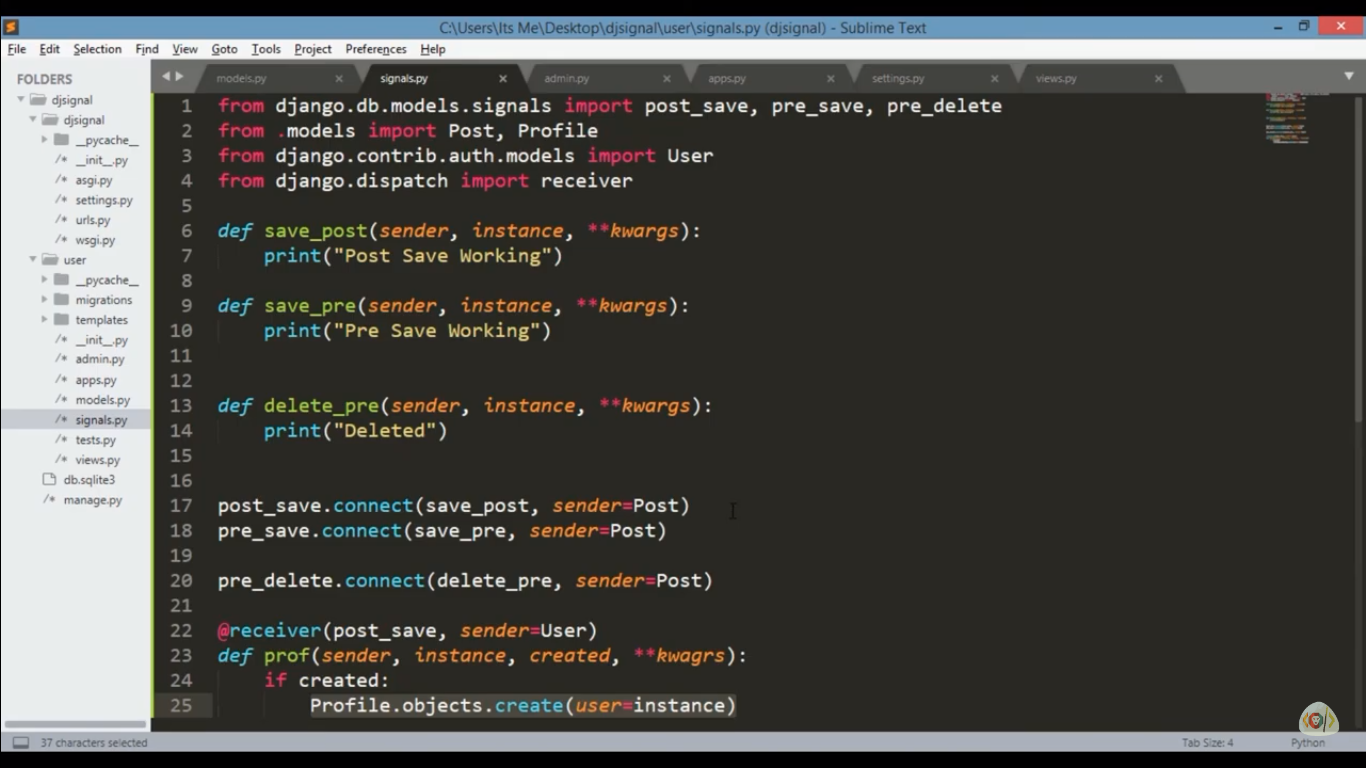 C:\Users\Its Me\Desktop\djsignal\user\signals.py (djsignal) - Sublime Text
File Edit Selection Find View Goto Tools Project Preferences Help
FOLDERS
djsignal
djsignal
__pycache__
__init__.py
asgi.py
settings.py
urls.py
wsgi.py
user
__pycache__
migrations
templates
__init__.py
admin.py
apps.py
models.py
signals.py
tests.py
views.py
db.sqlite3
manage.py
models.py signals.py admin.py apps.py settings.py views.py
1 from django.db.models.signals import post_save, pre_save, pre_delete
2 from .models import Post, Profile
3 from django.contrib.auth.models import User
4 from django.dispatch import receiver
5
6 def save_post(sender, instance, **kwargs):
7     print("Post Save Working")
8
9 def save_pre(sender, instance, **kwargs):
10     print("Pre Save Working")
11
12
13 def delete_pre(sender, instance, **kwargs):
14     print("Deleted")
15
16
17 post_save.connect(save_post, sender=Post)
18 pre_save.connect(save_pre, sender=Post)
19
20 pre_delete.connect(delete_pre, sender=Post)
21
22 @receiver(post_save, sender=User)
23 def prof(sender, instance, created, **kwagrs):
24     if created:
25         Profile.objects.create(user=instance)
37 characters selected
Tab Size: 4 Python